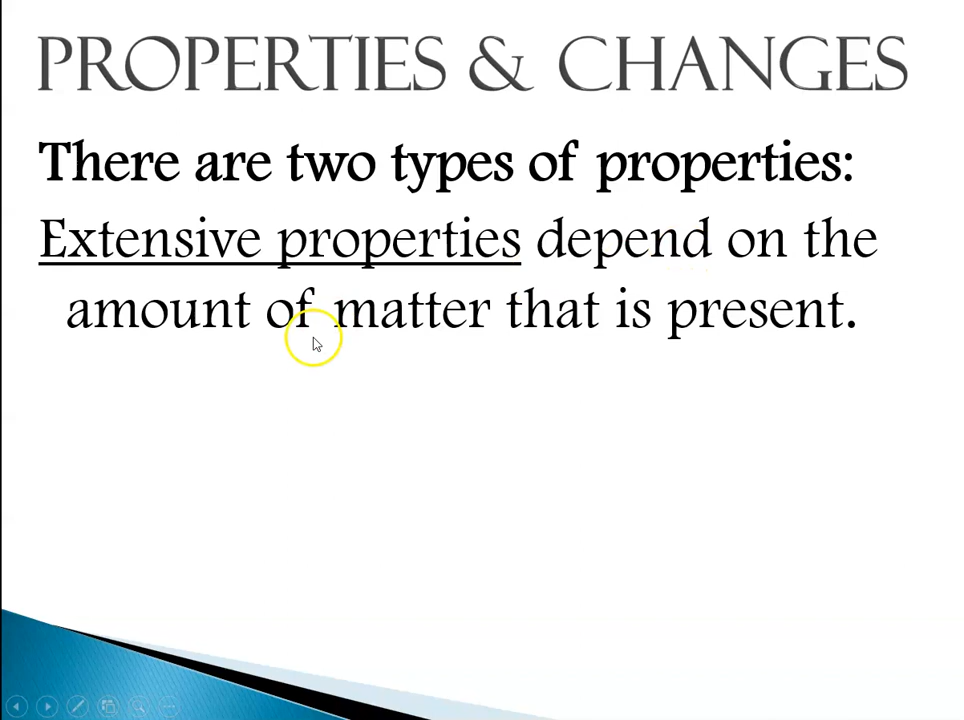 PROPERTIES & CHANGES
There are two types of properties:
Extensive properties depend on the
amount of matter that is present.